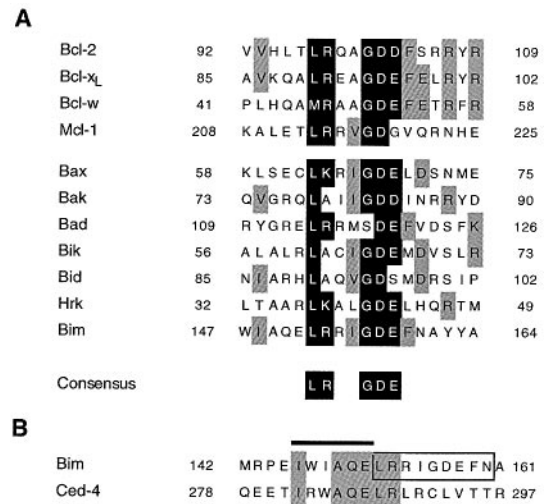 A
Bcl-2 92 V V H L T L R Q A G D D F S R R Y R 109
Bcl-xL 85 A V K Q A L R E A G D E F E L R Y R 102
Bcl-w 41 P L H Q A M R A A G D E F E T R F R 58
Mcl-1 208 K A L E T L R R V G D G V Q R N H E 225
Bax 58 K L S E C L K R I G D E L D S N M E 75
Bak 73 Q V G R Q L A I I G D D I N R R Y D 90
Bad 109 R Y G R E L R R M S D E F V D S F K 126
Bik 56 A L A L R L A C I G D E M D V S L R 73
Bid 85 N I A R H L A Q V G D S M D R S I P 102
Hrk 32 L T A A R L K A L G D E L H Q R T M 49
Bim 147 W I A Q E L R R I G D E F N A Y Y A 164
Consensus L R G D E
B
Bim 142 M R P E I W I A Q E L R R I G D E F N A 161
Ced-4 278 Q E E T I R W A Q E L R L R C L V T T R 297